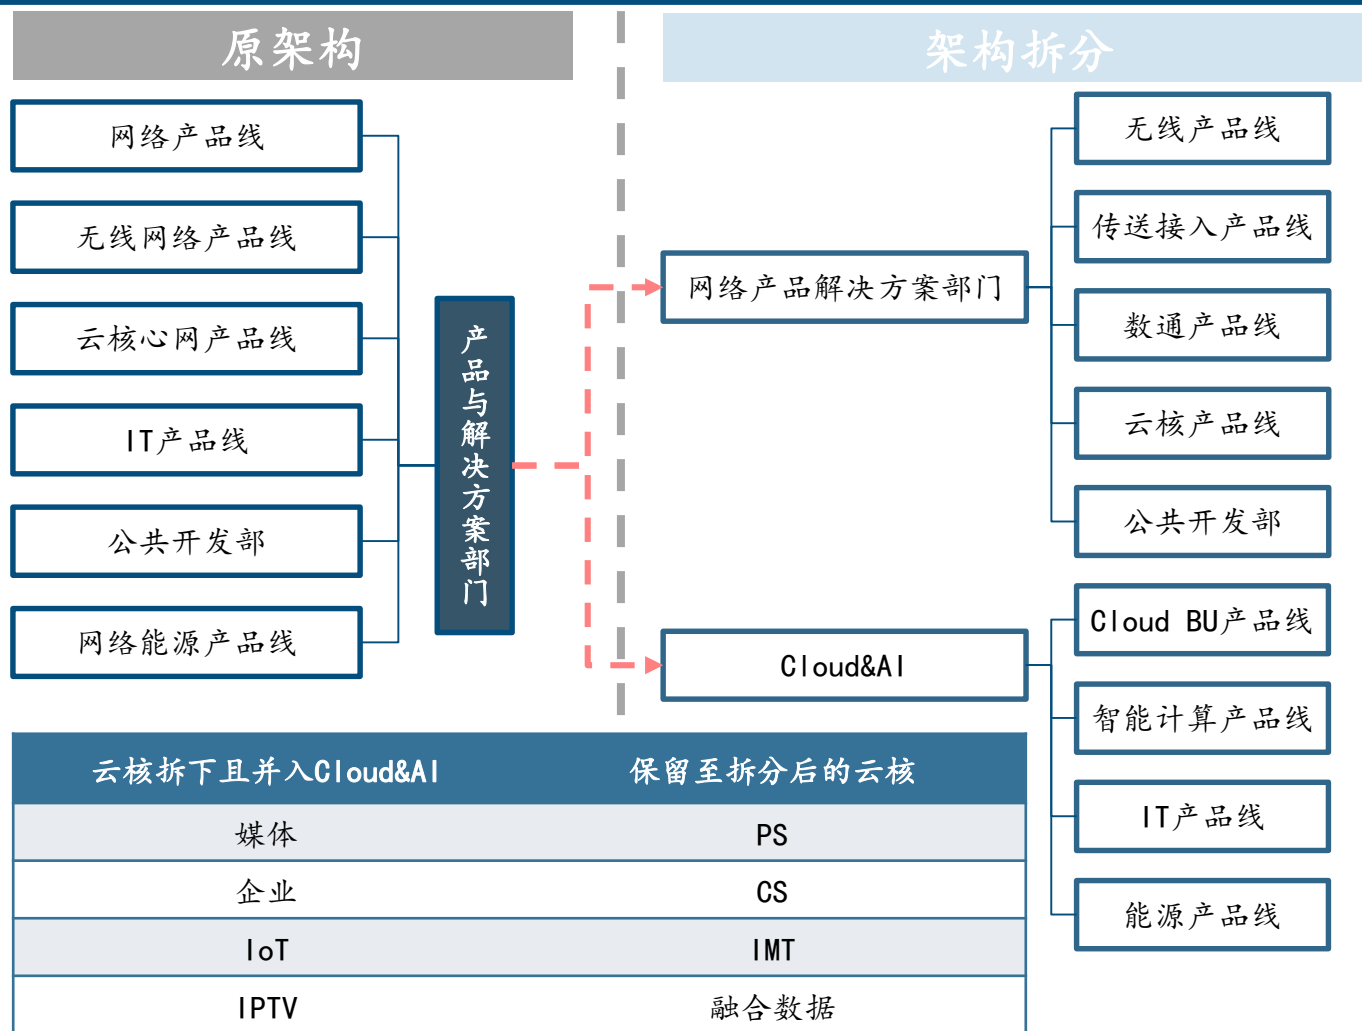 原架构
架构拆分
网络产品线
无线网络产品线
云核心网产品线
IT产品线
公共开发部
网络能源产品线
产品与解决方案部门
网络产品解决方案部门
Cloud&AI
无线产品线
传送接入产品线
数通产品线
云核产品线
公共开发部
Cloud BU产品线
智能计算产品线
IT产品线
能源产品线
云核拆下且并入Cloud&AI 保留至拆分后的云核
媒体 PS
企业 CS
IoT IMT
IPTV 融合数据